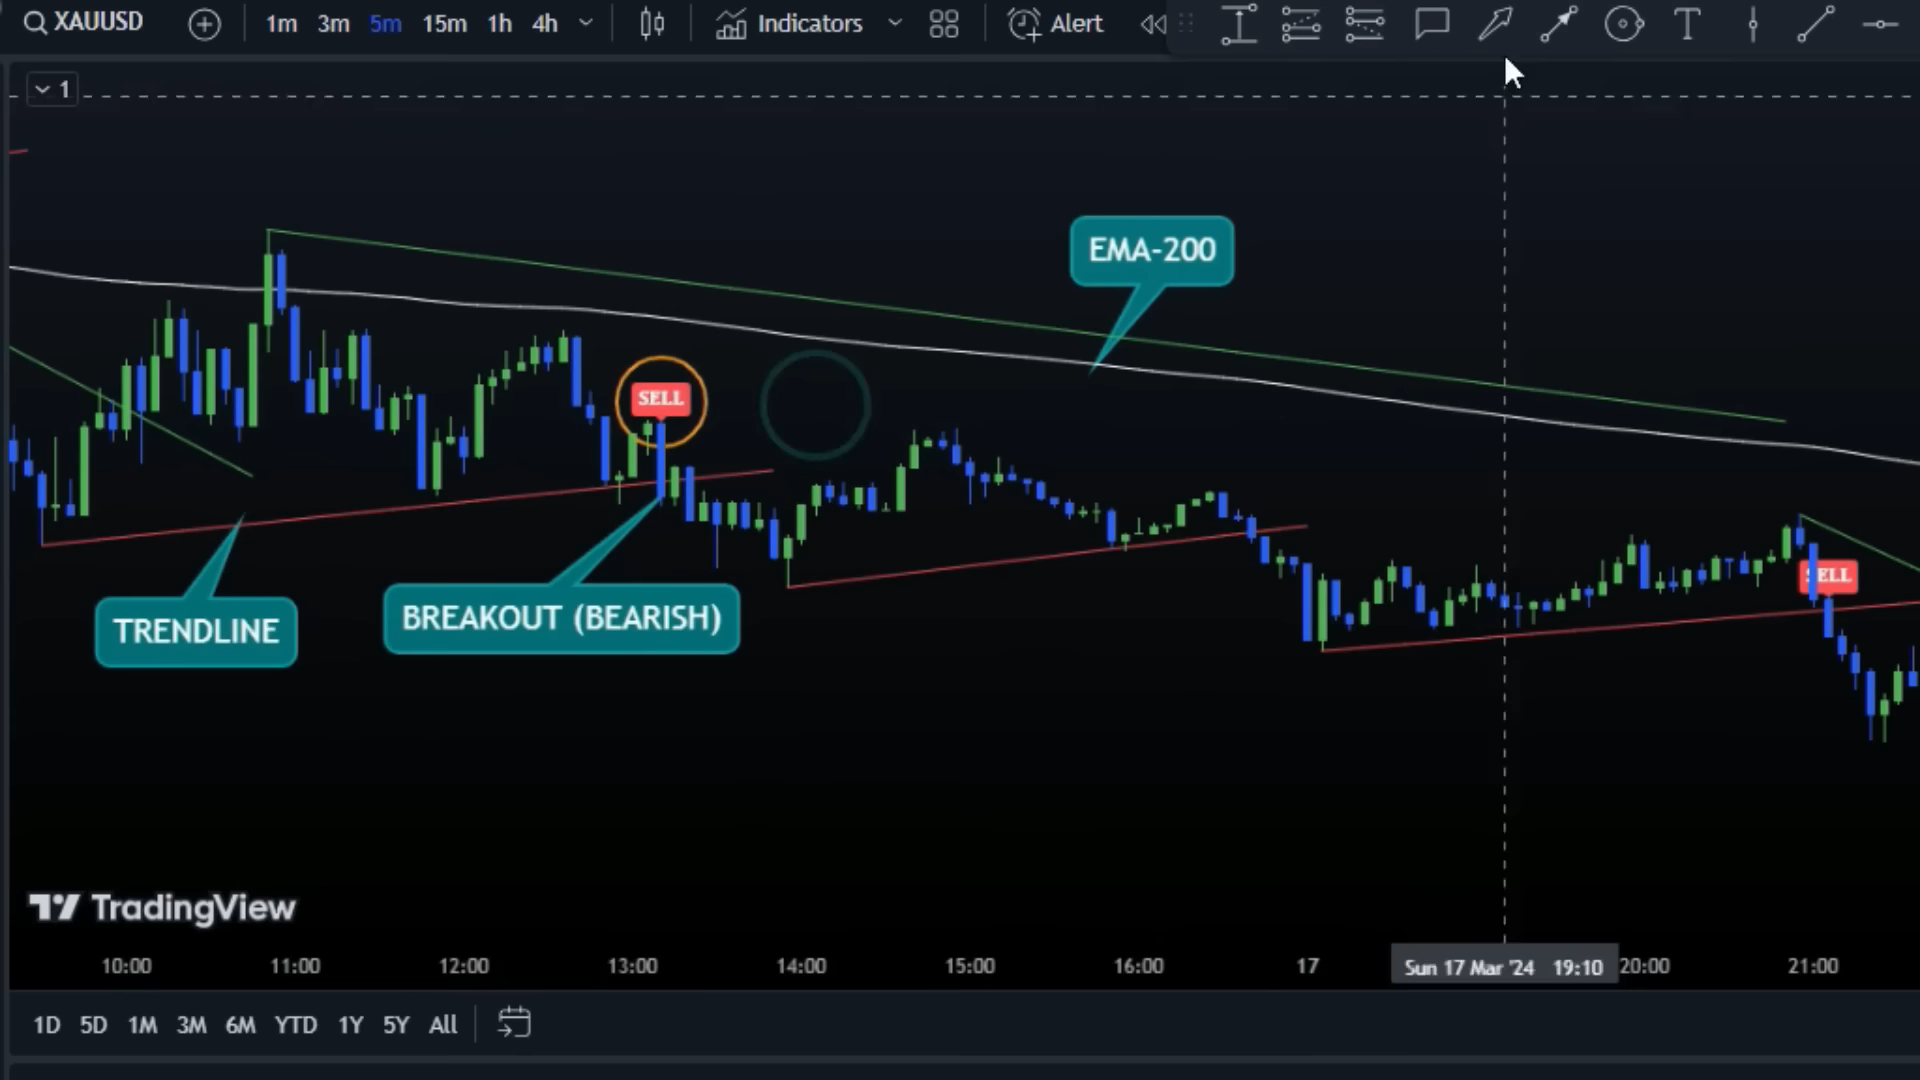 XAUUSD 1m 3m 5m 15m 1h 4h Indicators Alert T
1
EMA-200
SELL
SELL
TRENDLINE
BREAKOUT (BEARISH)
TradingView
10:00 11:00 12:00 13:00 14:00 15:00 16:00 17 Sun 17 Mar '24 19:10 20:00 21:00
1D 5D 1M 3M 6M YTD 1Y 5Y All